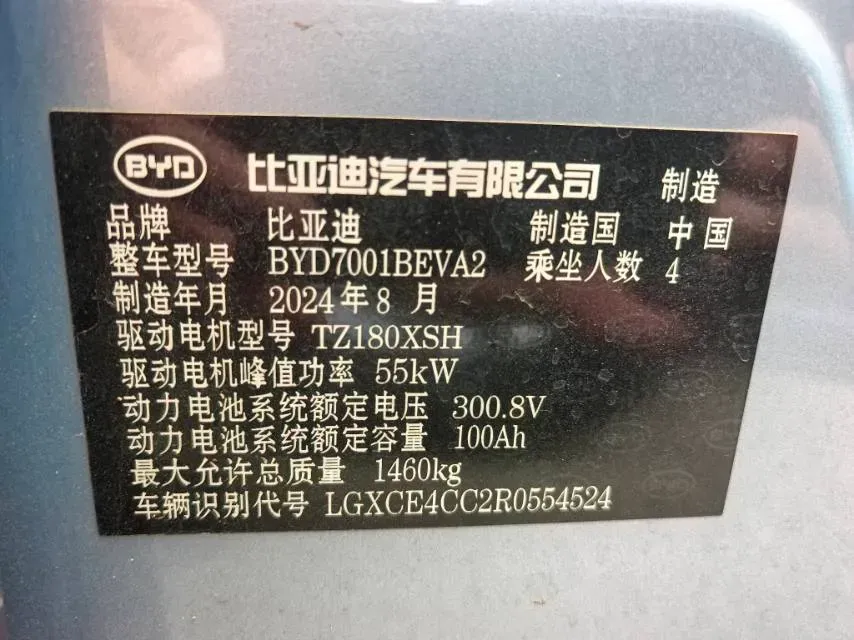 BYD 比亚迪汽车有限公司 制造
品牌 比亚迪 制造国 中国
整车型号 BYD7001BEVA2 乘坐人数 4
制造年月 2024年8月
驱动电机型号 TZ180XSH
驱动电机峰值功率 55kW
动力电池系统额定电压 300.8V
动力电池系统额定容量 100Ah
最大允许总质量 1460kg
车辆识别代号 LGXCE4CC2R0554524